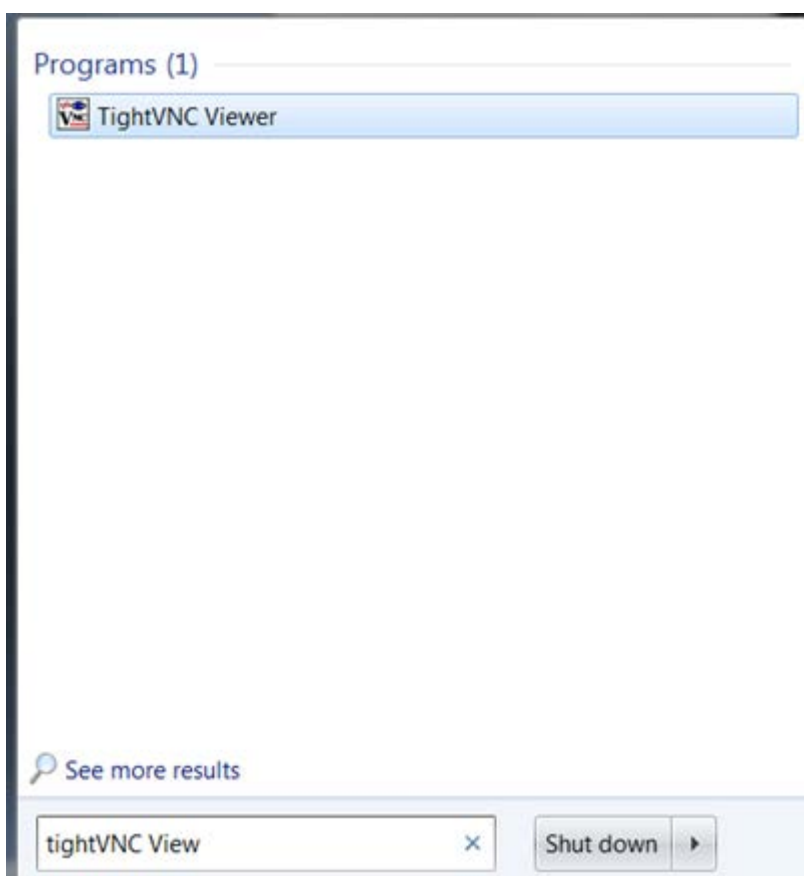 Programs (1)
TightVNC Viewer
See more results
tightVNC View
Shut down